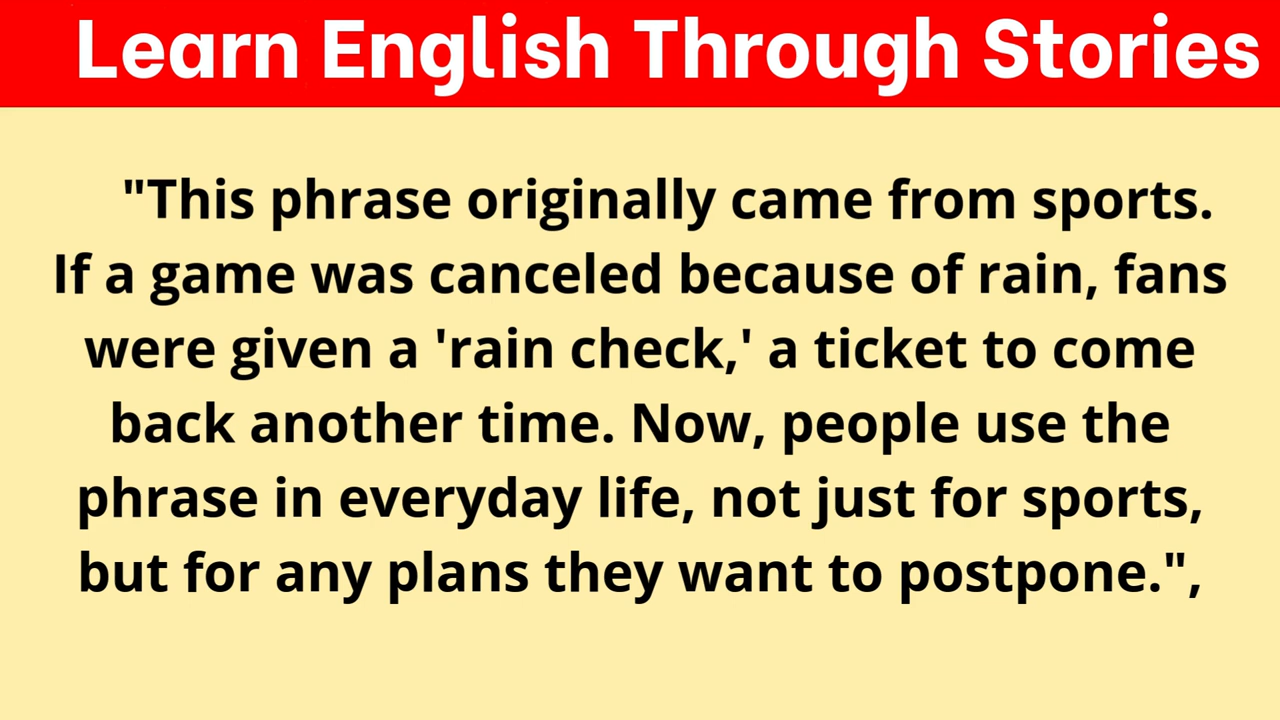 Learn English Through Stories
"This phrase originally came from sports.
If a game was canceled because of rain, fans
were given a 'rain check,' a ticket to come
back another time. Now, people use the
phrase in everyday life, not just for sports,
but for any plans they want to postpone.",